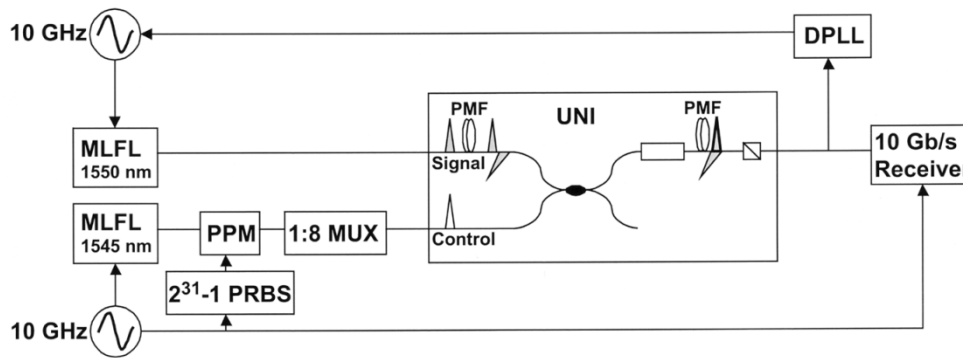 10 GHz
DPLL
PMF
UNI
PMF
MLFL
1550 nm
Signal
10 Gb/s
Receiver
MLFL
1545 nm
PPM
1:8 MUX
Control
2³¹-1 PRBS
10 GHz